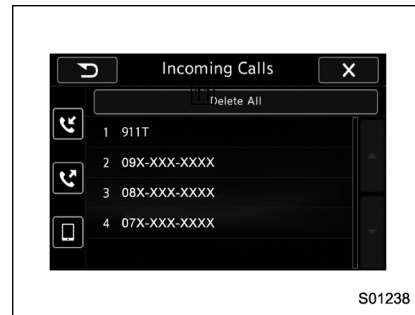 Incoming Calls
Delete All
1 911T
2 09X-XXX-XXXX
3 08X-XXX-XXXX
4 07X-XXX-XXXX
S01238